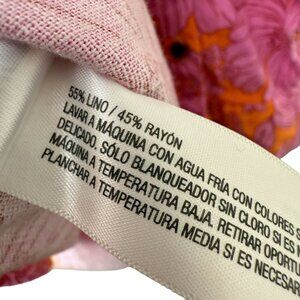 55% LINO / 45% RAYÓN
LAVAR A MÁQUINA CON AGUA FRÍA CON COLORES
DELICADO. SÓLO BLANQUEADOR SIN CLORO SI ES
MÁQUINA A TEMPERATURA BAJA. RETIRAR
PLANCHAR A TEMPERATURA MEDIA SI ES